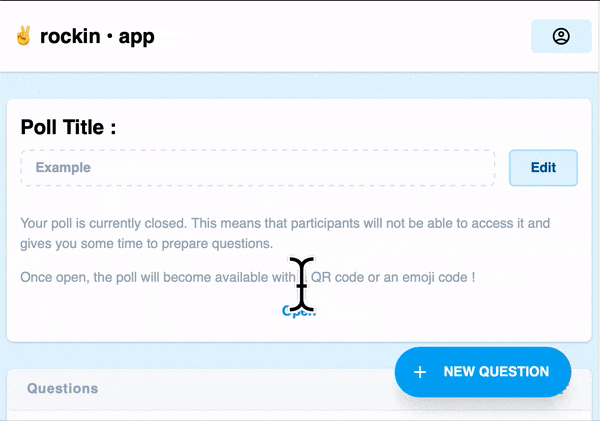 ✌️ rockin • app
Poll Title :
Example
Edit
Your poll is currently closed. This means that participants will not be able to access it and
gives you some time to prepare questions.
Once open, the poll will become available with QR code or an emoji code !
Open
+ NEW QUESTION
Questions